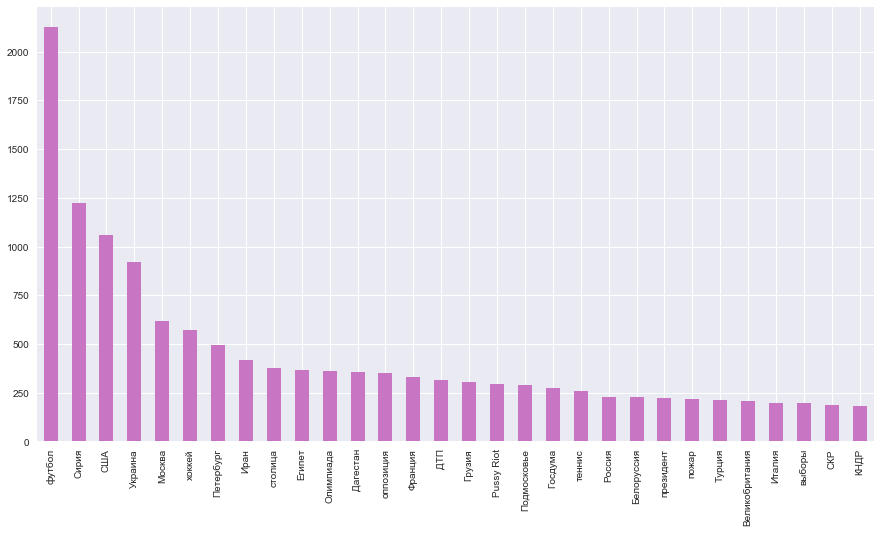 2000
1750
1500
1250
1000
750
500
250
0
футбол
Сирия
США
Украина
Москва
хоккей
Петербург
Иран
столица
Египет
Олимпиада
Дагестан
оппозиция
Франция
ДТП
Грузия
Pussy Riot
Подмосковье
Госдума
теннис
Россия
Белоруссия
президент
пожар
Турция
Великобритания
Италия
выборы
СКР
КНДР